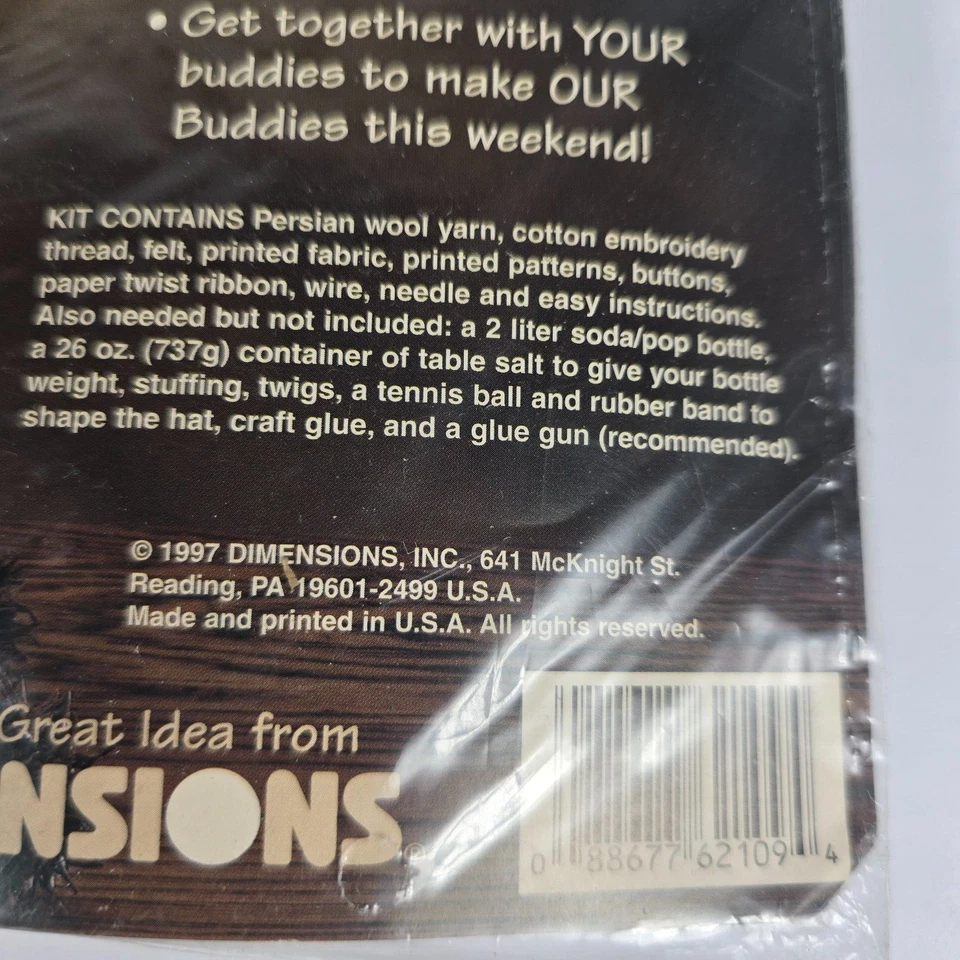 • Get together with YOUR
buddies to make OUR
Buddies this weekend!
KIT CONTAINS Persian wool yarn, cotton embroidery
thread, felt, printed fabric, printed patterns, buttons,
paper twist ribbon, wire, needle and easy instructions.
Also needed but not included: a 2 liter soda/pop bottle,
a 26 oz. (737g) container of table salt to give your bottle
weight, stuffing, twigs, a tennis ball and rubber band to
shape the hat, craft glue, and a glue gun (recommended).
© 1997 DIMENSIONS, INC., 641 McKnight St.
Reading, PA 19601-2499 U.S.A.
Made and printed in U.S.A. All rights reserved.
Great Idea from
NSIONS®
0 88677 62109 4